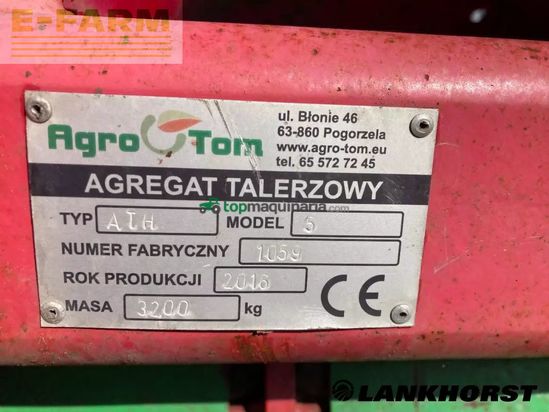 E-FARM
Agro Tom
ul. Błonie 46
63-860 Pogorzela
www.agro-tom.eu
tel. 65 572 72 45
AGREGAT TALERZOWY
topmaquinaria.com
TYP ATH MODEL 5
NUMER FABRYCZNY 1059
ROK PRODUKCJI 2016
MASA 3200 kg
CE
LANKHORST